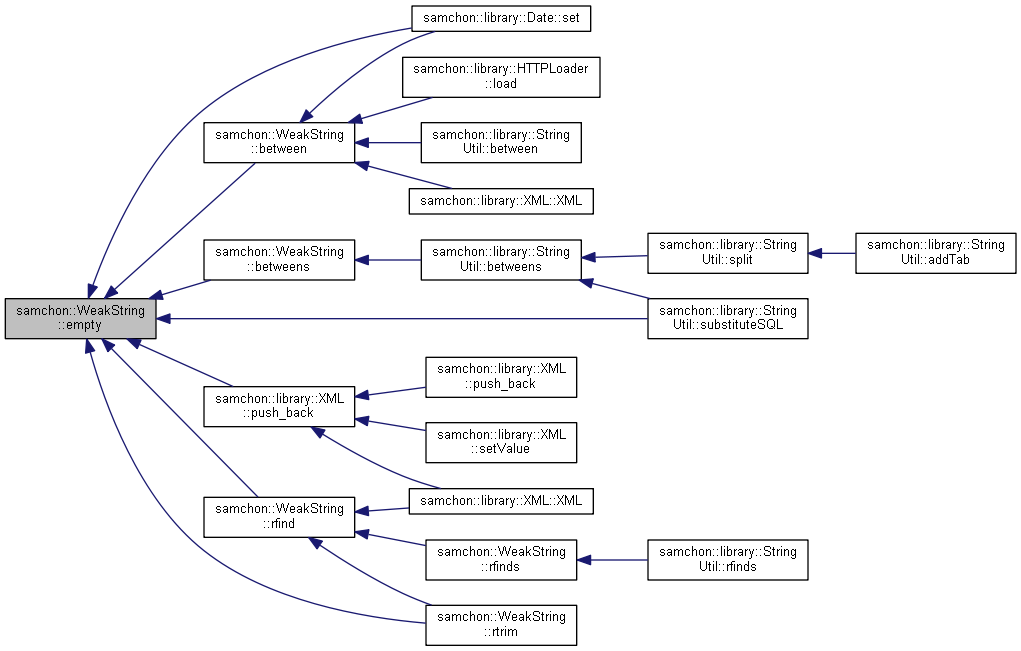 samchon::library::Date::set
samchon::library::HTTPLoader
::load
samchon::WeakString
::between
samchon::library::String
Util::between
samchon::library::XML::XML
samchon::WeakString
::betweens
samchon::library::String
Util::betweens
samchon::library::String
Util::split
samchon::library::String
Util::addTab
samchon::WeakString
::empty
samchon::library::String
Util::substituteSQL
samchon::library::XML
::push_back
samchon::library::XML
::push_back
samchon::library::XML
::setValue
samchon::library::XML::XML
samchon::WeakString
::rfind
samchon::WeakString
::rfinds
samchon::library::String
Util::rfinds
samchon::WeakString
::rtrim